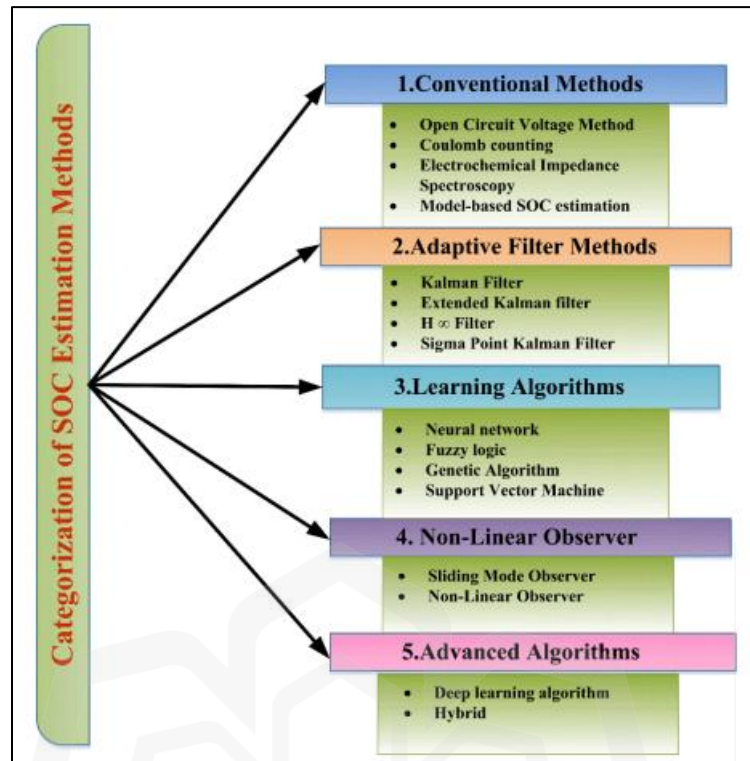 Categorization of SOC Estimation Methods
1.Conventional Methods
• Open Circuit Voltage Method
• Coulomb counting
• Electrochemical Impedance
Spectroscopy
• Model-based SOC estimation
2.Adaptive Filter Methods
• Kalman Filter
• Extended Kalman filter
• H ∞ Filter
• Sigma Point Kalman Filter
3.Learning Algorithms
• Neural network
• Fuzzy logic
• Genetic Algorithm
• Support Vector Machine
4. Non-Linear Observer
• Sliding Mode Observer
• Non-Linear Observer
5.Advanced Algorithms
• Deep learning algorithm
• Hybrid